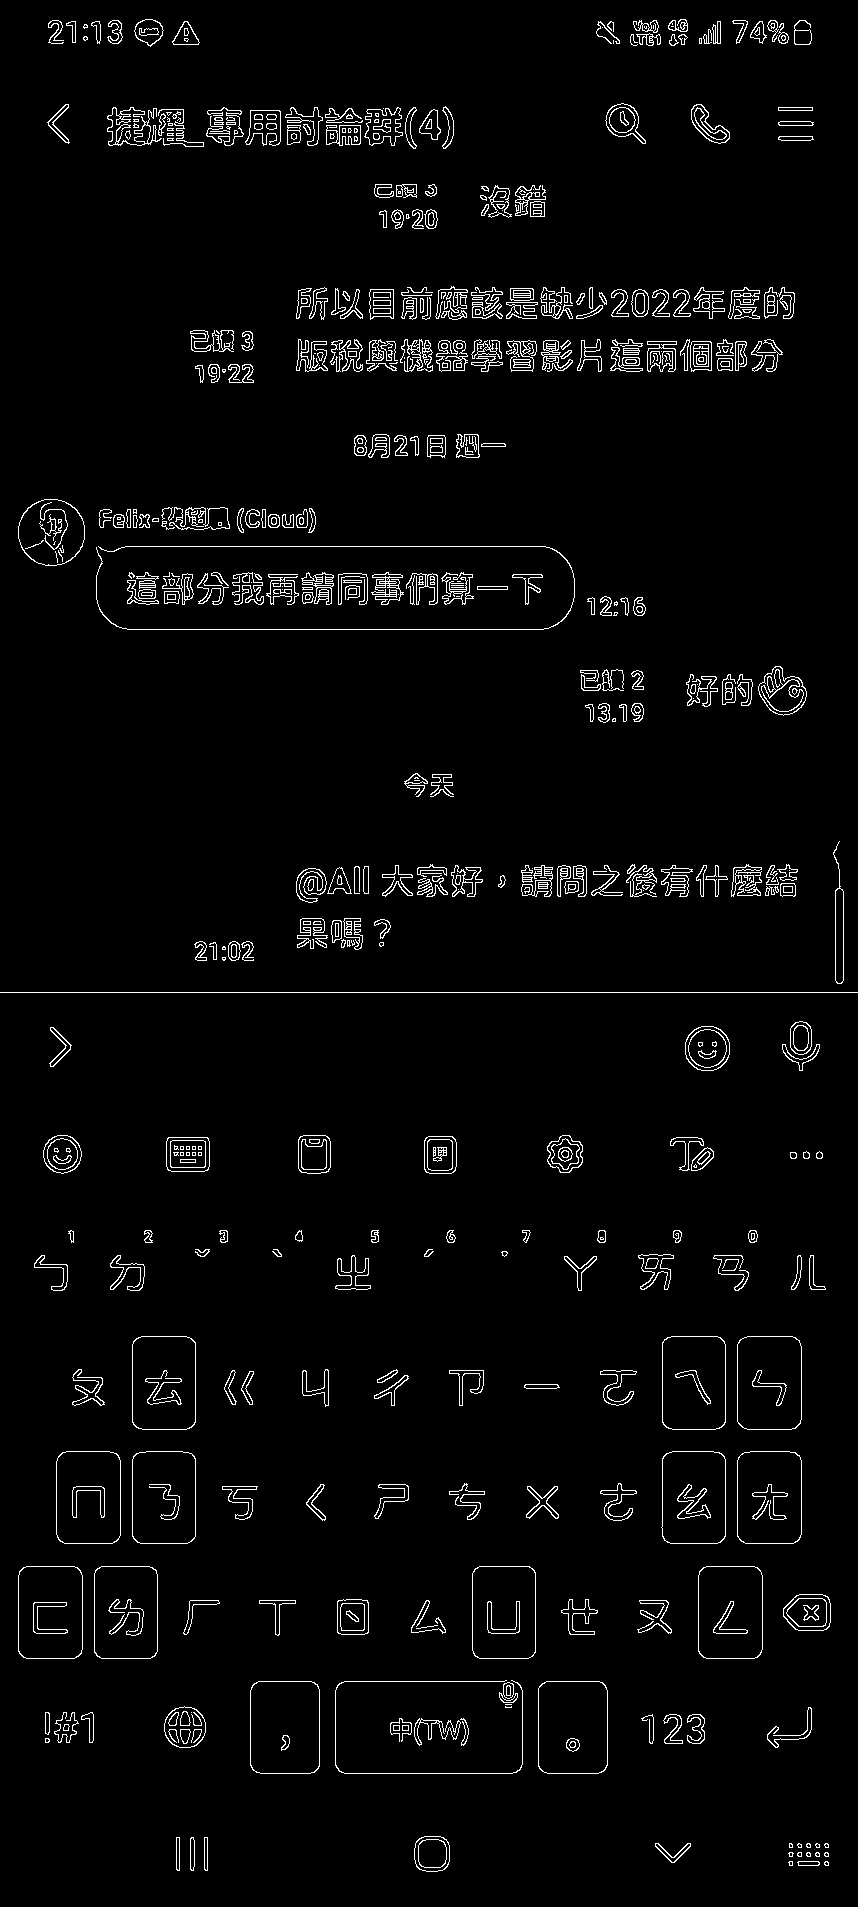 21:13
74%
捷耀_專用討論群(4)
已讀 3
19:20
沒錯
所以目前應該是缺少2022年度的
版稅與機器學習影片這兩個部分
已讀 3
19:22
8月21日 週一
Felix- (Cloud)
這部分我再請同事們算一下
12:16
已讀 2
13:19
好的
今天
@All 大家好，請問之後有什麼結
果嗎？
21:02
1 2 3 4 5 6 7 8 9 0
ㄅ ㄉ ˇ ˋ ㄓ ˊ ˙ ㄚ ㄞ ㄢ ㄦ
ㄆ ㄊ ㄍ ㄐ ㄔ ㄗ ㄧ ㄛ ㄟ ㄣ
ㄇ ㄋ ㄎ ㄑ ㄕ ㄘ ㄨ ㄜ ㄠ ㄤ
ㄈ ㄌ ㄏ ㄒ ㄖ ㄙ ㄩ ㄝ ㄡ ㄥ
!#1 ， 中(TW) 。 123